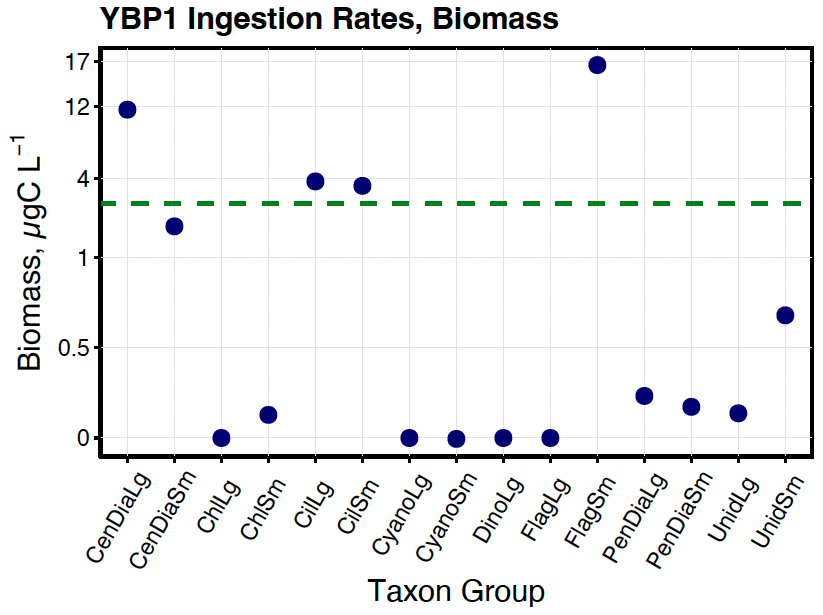 YBP1 Ingestion Rates, Biomass
Biomass, µgC L⁻¹
17
12
4
1
0.5
0
CenDiaLg
CenDiaSm
ChlLg
ChlSm
CilLg
CilSm
CyanoLg
CyanoSm
DinoLg
FlagLg
FlagSm
PenDiaLg
PenDiaSm
UnidLg
UnidSm
Taxon Group